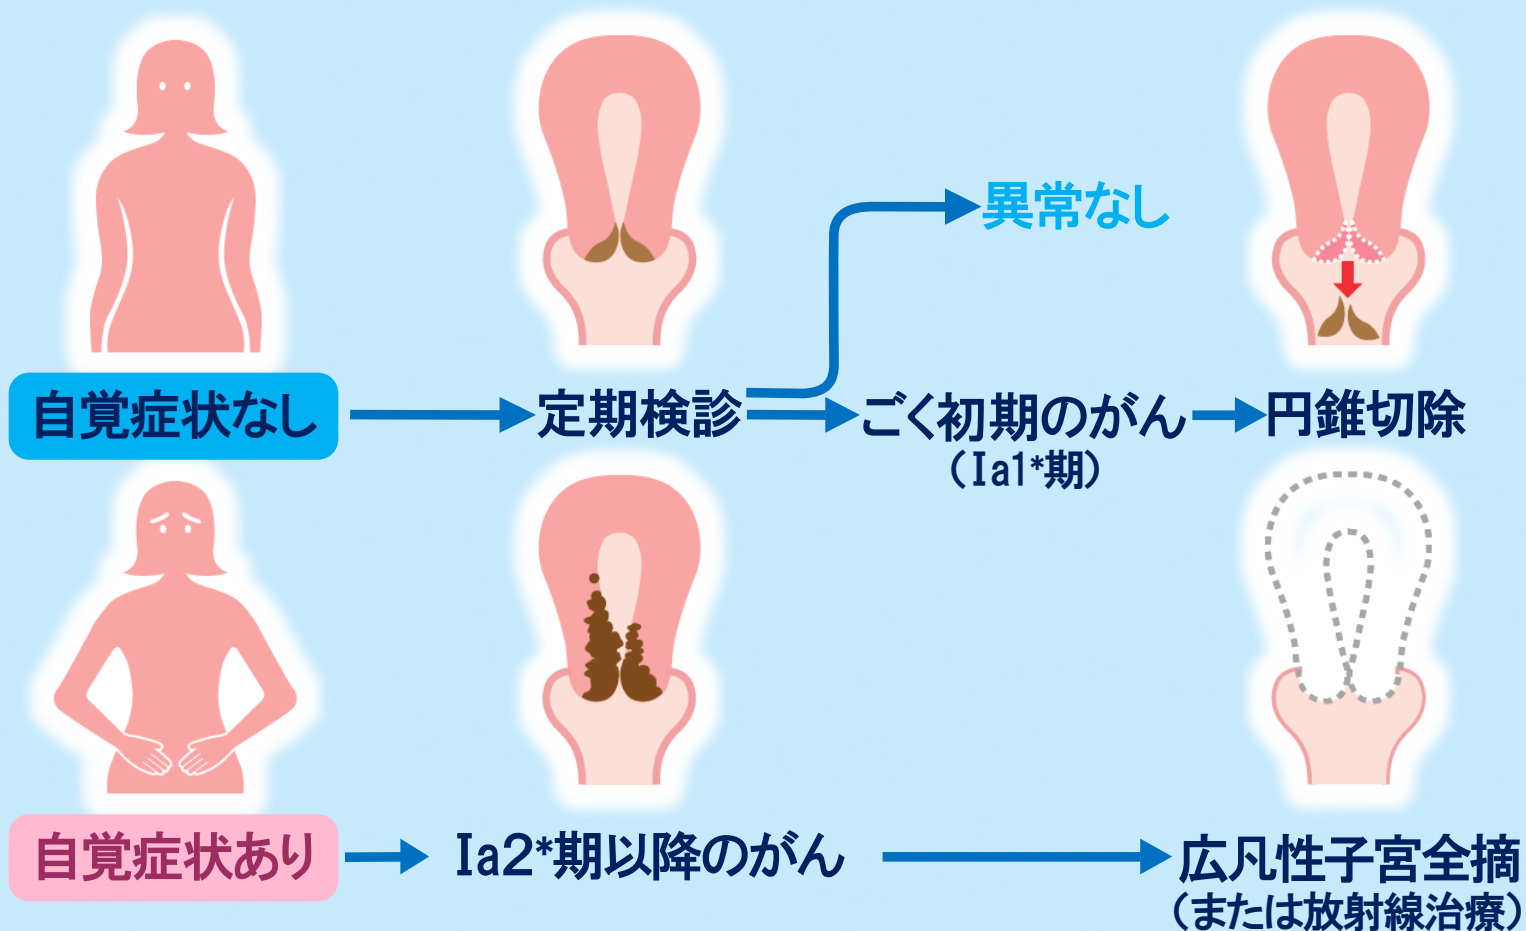 異常なし
自覚症状なし
定期検診
ごく初期のがん
(Ia1*期)
円錐切除
自覚症状あり
Ia2*期以降のがん
広汎性子宮全摘
(または放射線治療)